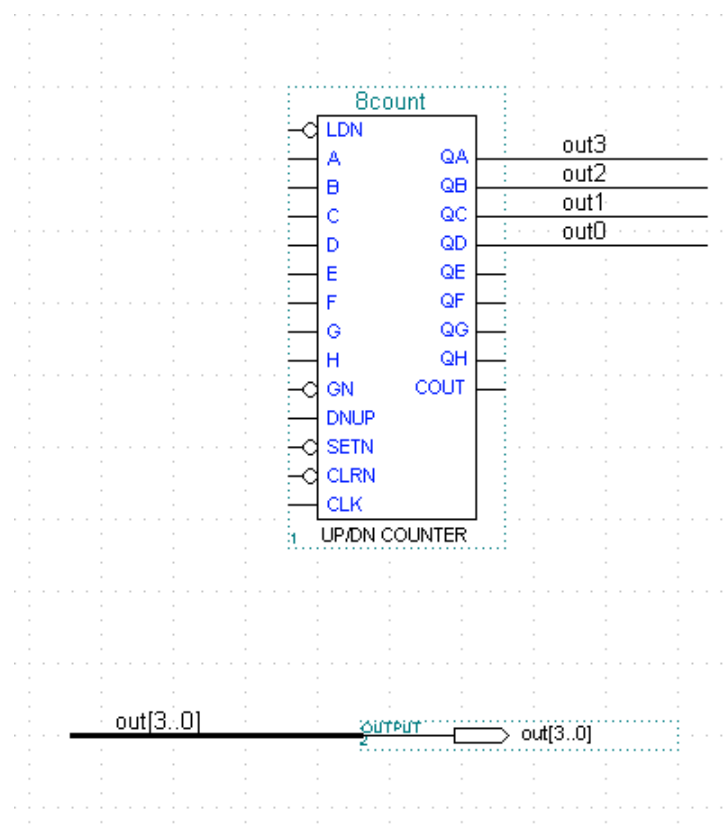 8count
LDN
A QA out3
B QB out2
C QC out1
D QD out0
E QE
F QF
G QG
H QH
GN COUT
DNUP
SETN
CLRN
CLK
1 UP/DN COUNTER
out[3..0] OUTPUT out[3..0]
2